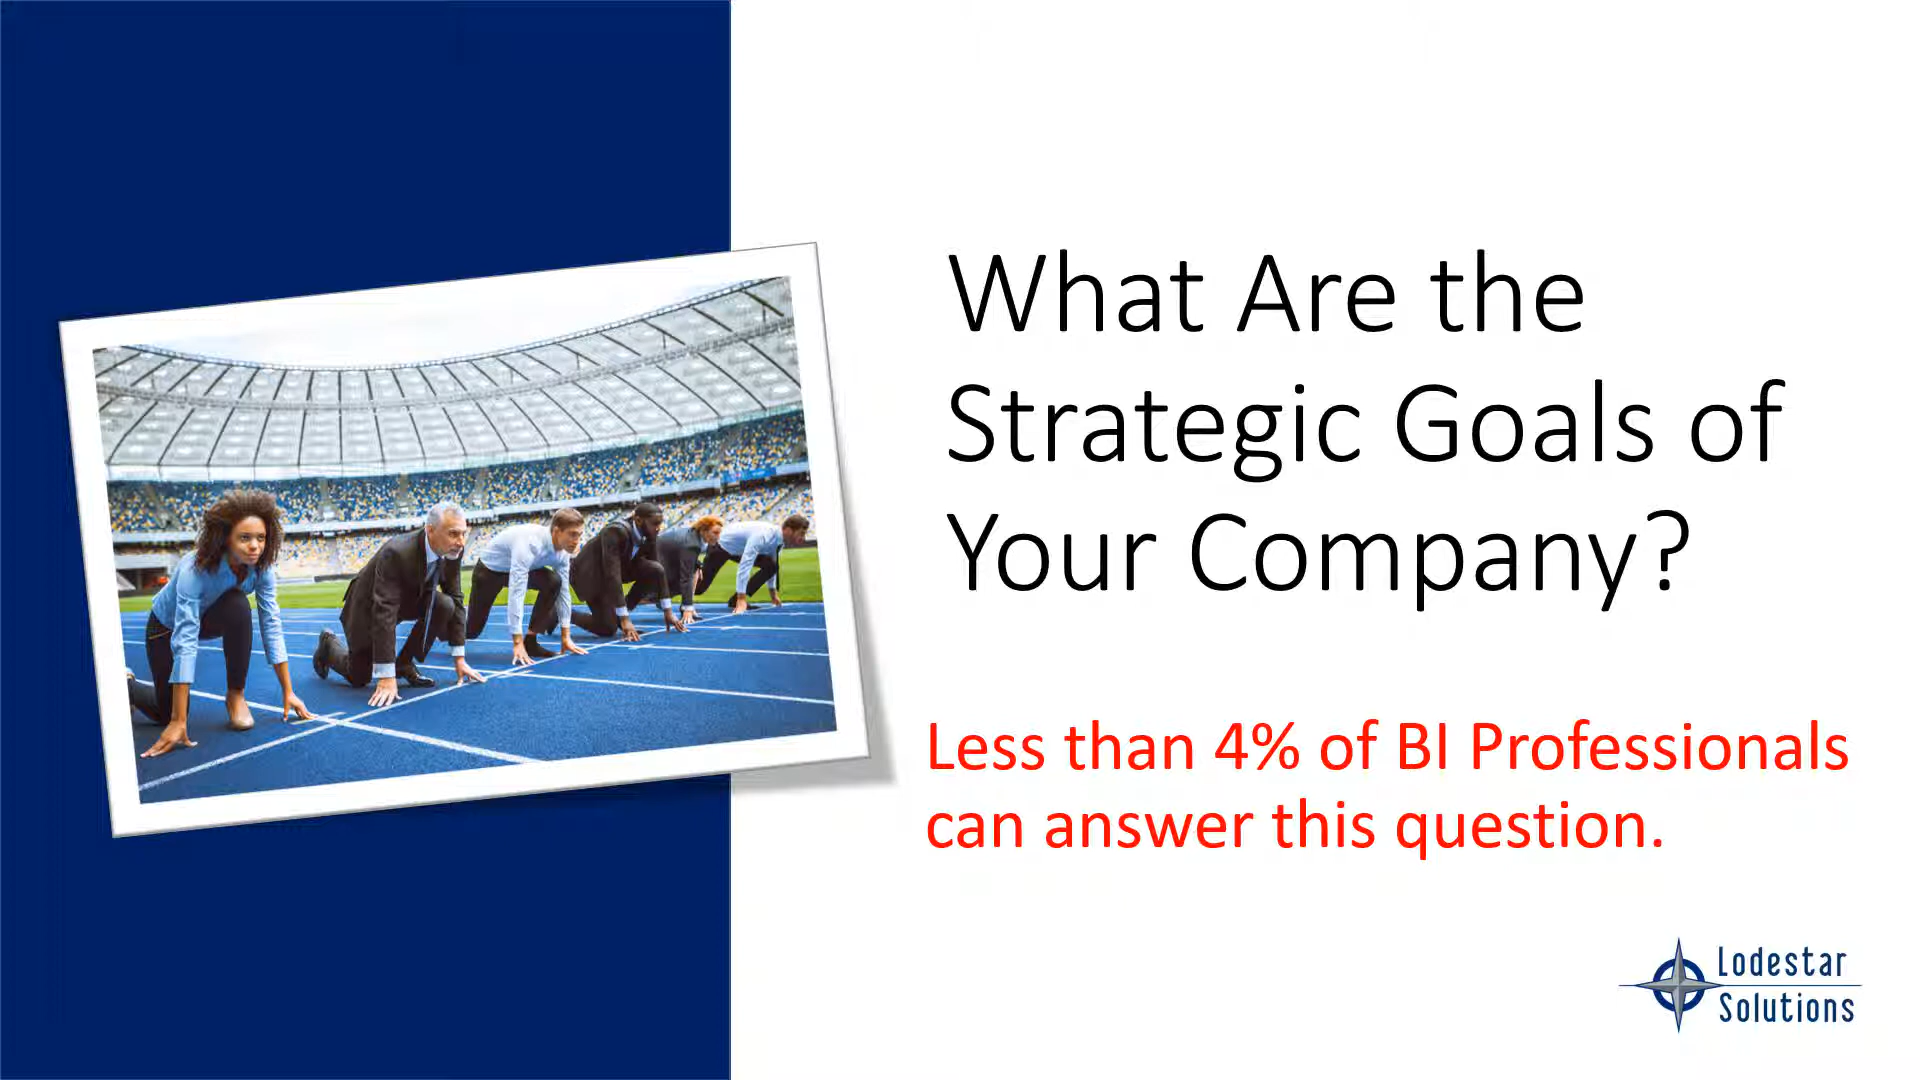 What Are the
Strategic Goals of
Your Company?
Less than 4% of BI Professionals
can answer this question.
Lodestar
Solutions